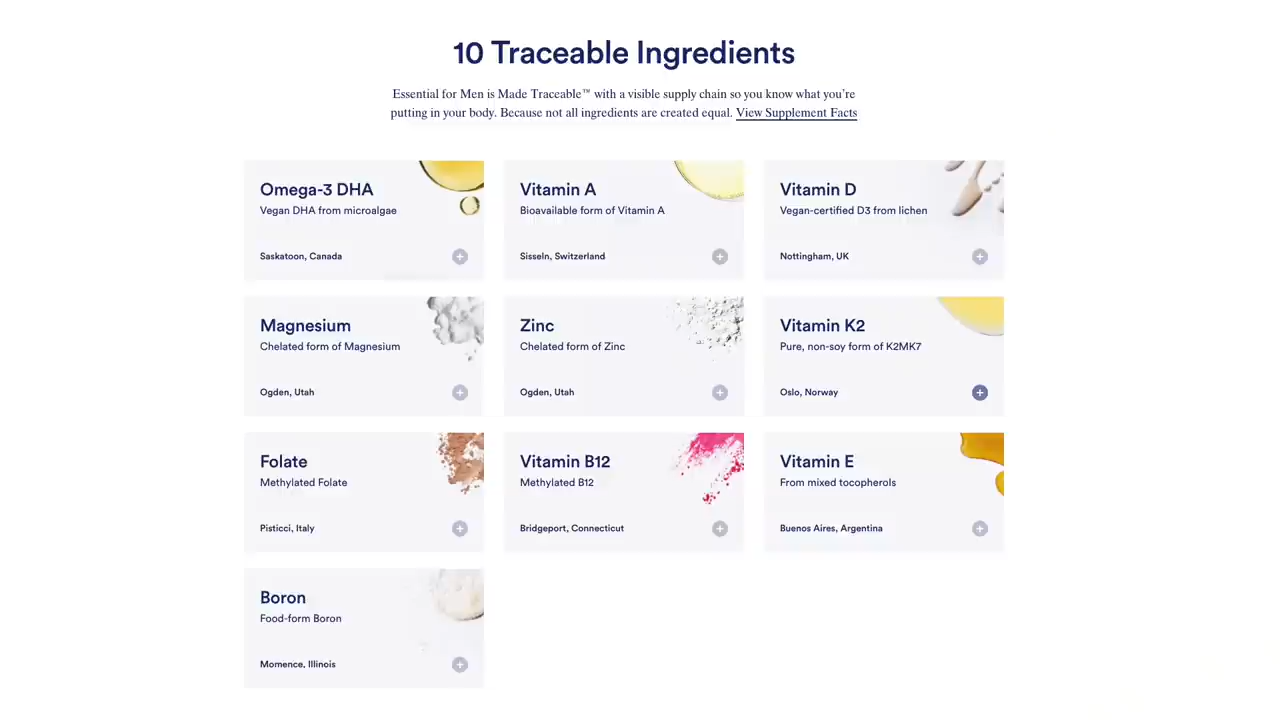 10 Traceable Ingredients
Essential for Men is Made Traceable™ with a visible supply chain so you know what you're
putting in your body. Because not all ingredients are created equal. View Supplement Facts
Omega-3 DHA
Vegan DHA from microalgae
Saskatoon, Canada
Vitamin A
Bioavailable form of Vitamin A
Sisseln, Switzerland
Vitamin D
Vegan-certified D3 from lichen
Nottingham, UK
Magnesium
Chelated form of Magnesium
Ogden, Utah
Zinc
Chelated form of Zinc
Ogden, Utah
Vitamin K2
Pure, non-soy form of K2MK7
Oslo, Norway
Folate
Methylated Folate
Pisticci, Italy
Vitamin B12
Methylated B12
Bridgeport, Connecticut
Vitamin E
From mixed tocopherols
Buenos Aires, Argentina
Boron
Food-form Boron
Momence, Illinois